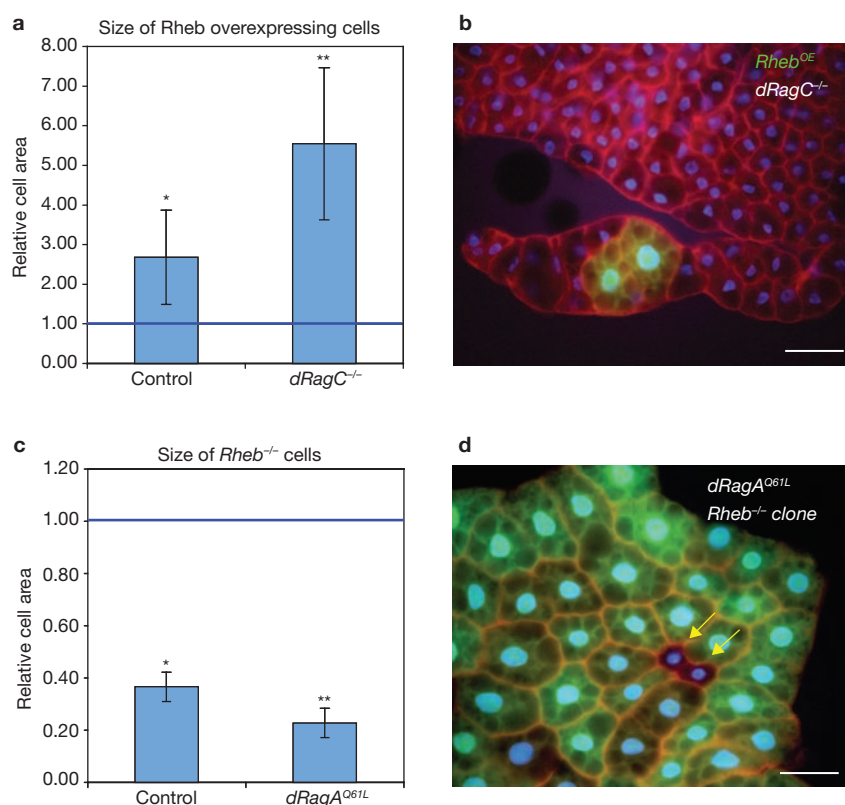 a
Size of Rheb overexpressing cells
8.00
7.00
6.00
5.00
4.00
3.00
2.00
1.00
0.00
Relative cell area
*
**
Control
dRagC–/–
b
RhebOE
dRagC–/–
c
Size of Rheb–/– cells
1.20
1.00
0.80
0.60
0.40
0.20
0.00
Relative cell area
*
**
Control
dRagAQ61L
d
dRagAQ61L
Rheb–/– clone